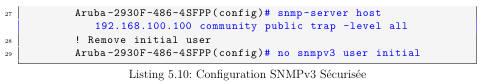 27 Aruba-2930F-486-4SFPP(config)# snmp-server host
192.168.100.100 community public trap -level all
28 ! Remove initial user
29 Aruba-2930F-486-4SFPP(config)# no snmpv3 user initial
Listing 5.10: Configuration SNMPv3 Sécurisée